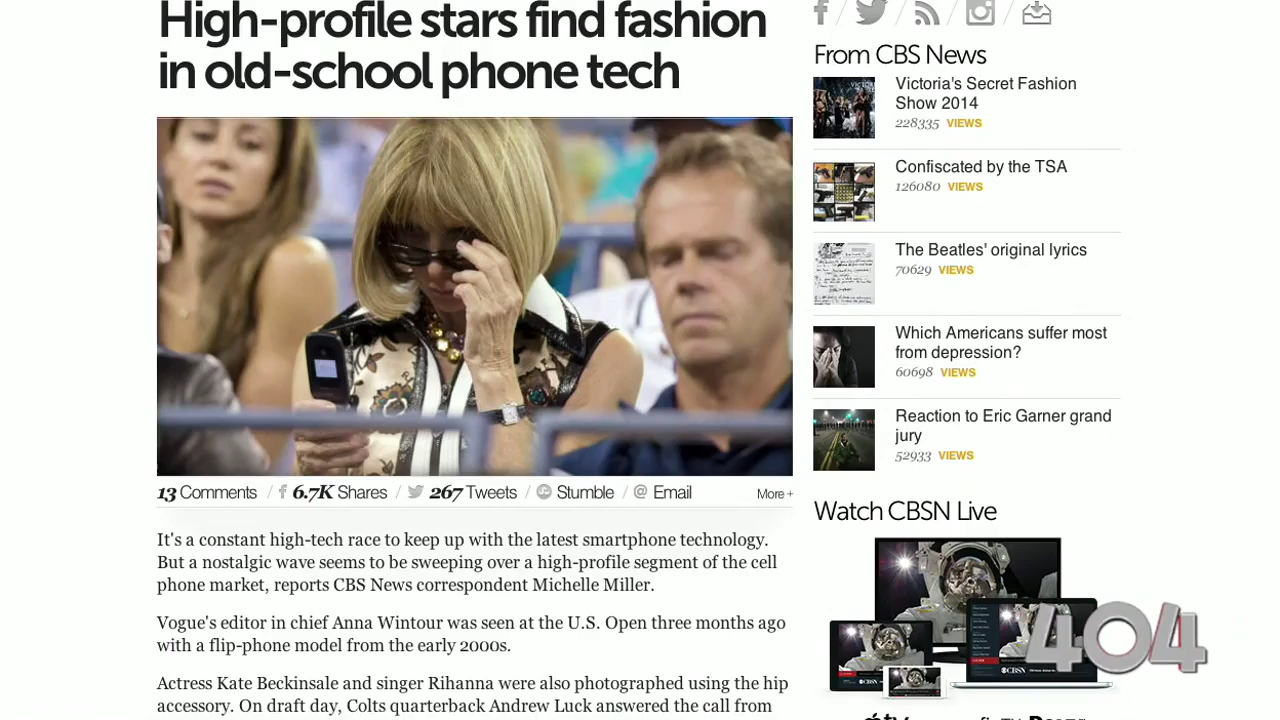 High-profile stars find fashion
in old-school phone tech
13 Comments / 6.7K Shares / 267 Tweets / Stumble / @ Email
More +
It's a constant high-tech race to keep up with the latest smartphone technology.
But a nostalgic wave seems to be sweeping over a high-profile segment of the cell
phone market, reports CBS News correspondent Michelle Miller.
Vogue's editor in chief Anna Wintour was seen at the U.S. Open three months ago
with a flip-phone model from the early 2000s.
Actress Kate Beckinsale and singer Rihanna were also photographed using the hip
accessory. On draft day, Colts quarterback Andrew Luck answered the call from
From CBS News
Victoria's Secret Fashion
Show 2014
228335 VIEWS
Confiscated by the TSA
126080 VIEWS
The Beatles' original lyrics
70629 VIEWS
Which Americans suffer most
from depression?
60698 VIEWS
Reaction to Eric Garner grand
jury
52933 VIEWS
Watch CBSN Live
CBSN
404